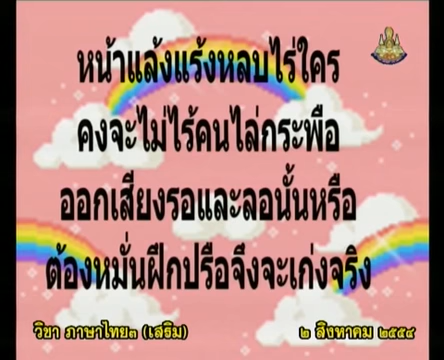 หน้าแล้งแร้งหลบไร่ใคร
คงจะไม่ไร้คนไล่กระพือ
ออกเสียงรอและลอนั้นหรือ
ต้องหมั่นฝึกปรือจึงจะเก่งจริง
วิชา ภาษาไทย๓ (เสริม) ๒ สิงหาคม ๒๕๕๔